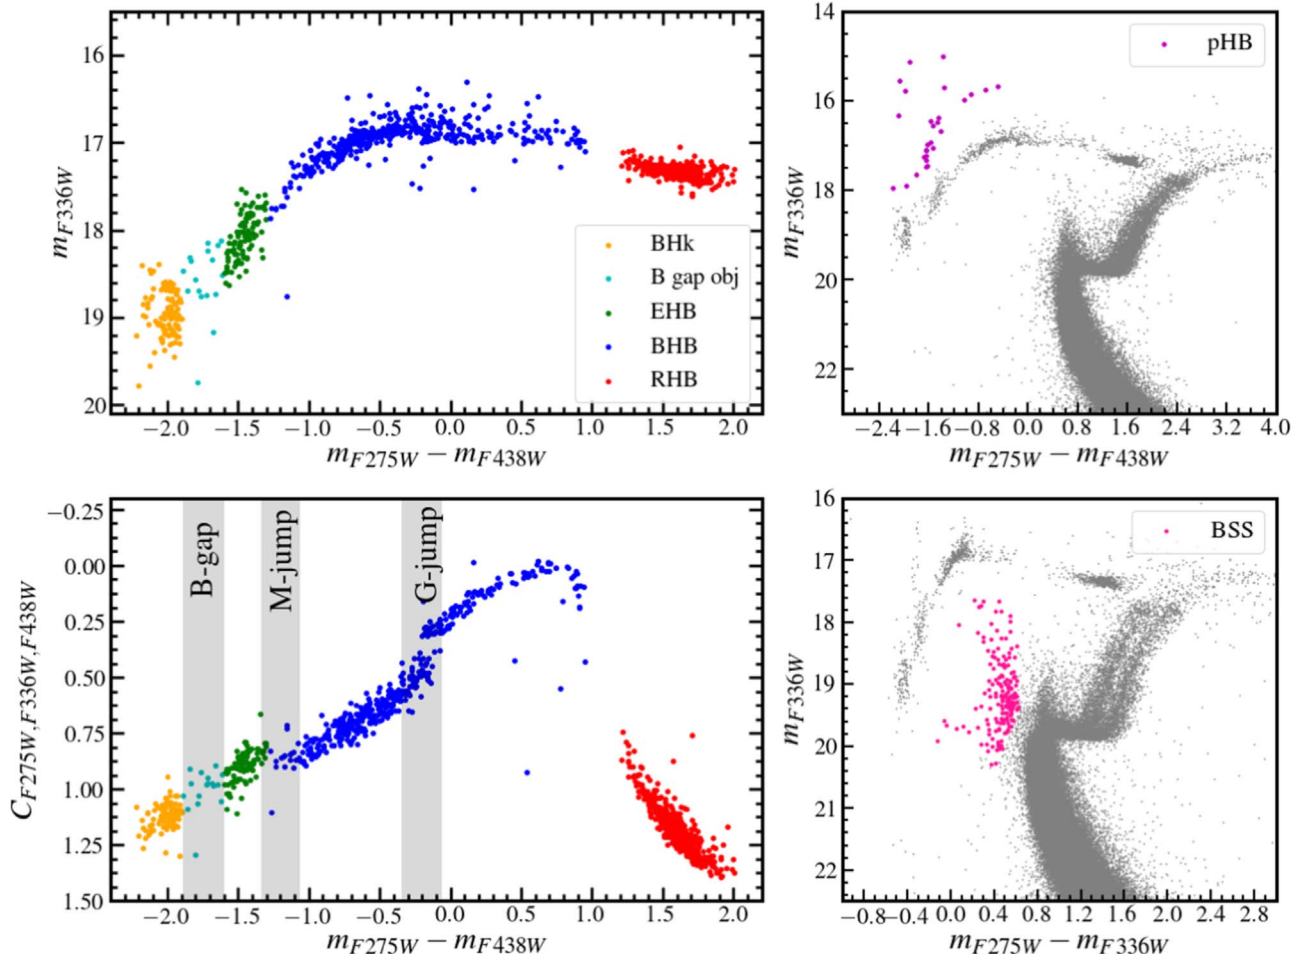 16
17
18
19
20
m_F336W
BHk
B gap obj
EHB
BHB
RHB
−2.0 −1.5 −1.0 −0.5 0.0 0.5 1.0 1.5 2.0
m_F275W − m_F438W
14
16
18
20
22
m_F336W
pHB
−2.4 −1.6 −0.8 0.0 0.8 1.6 2.4 3.2 4.0
m_F275W − m_F438W
−0.25
0.00
0.25
0.50
0.75
1.00
1.25
1.50
C_F275W,F336W,F438W
B-gap
M-jump
G-jump
−2.0 −1.5 −1.0 −0.5 0.0 0.5 1.0 1.5 2.0
m_F275W − m_F438W
16
17
18
19
20
21
22
m_F336W
BSS
−0.8 −0.4 0.0 0.4 0.8 1.2 1.6 2.0 2.4 2.8
m_F275W − m_F336W